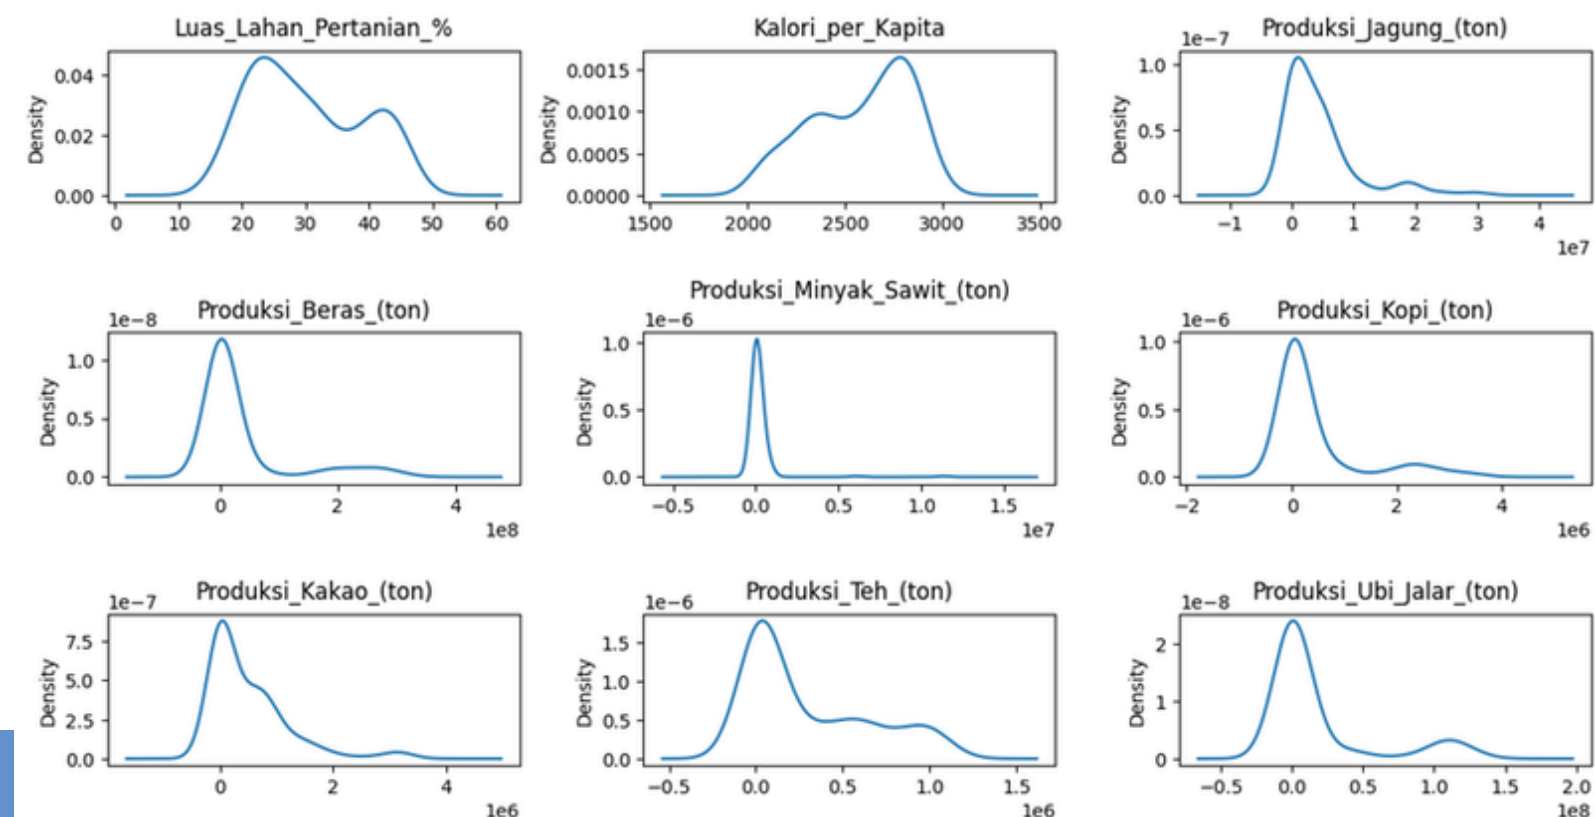 Luas_Lahan_Pertanian_%
Density
0.04
0.02
0.00
0 10 20 30 40 50 60
Kalori_per_Kapita
Density
0.0015
0.0010
0.0005
0.0000
1500 2000 2500 3000 3500
Produksi_Jagung_(ton)
1e−7
Density
1.0
0.5
0.0
−1 0 1 2 3 4
1e7
Produksi_Beras_(ton)
1e−8
Density
1.0
0.5
0.0
0 2 4
1e8
Produksi_Minyak_Sawit_(ton)
1e−6
Density
1.0
0.5
0.0
−0.5 0.0 0.5 1.0 1.5
1e7
Produksi_Kopi_(ton)
1e−6
Density
1.0
0.5
0.0
−2 0 2 4
1e6
Produksi_Kakao_(ton)
1e−7
Density
7.5
5.0
2.5
0.0
0 2 4
1e6
Produksi_Teh_(ton)
1e−6
Density
1.5
1.0
0.5
0.0
−0.5 0.0 0.5 1.0 1.5
1e6
Produksi_Ubi_Jalar_(ton)
1e−8
Density
2
1
0
−0.5 0.0 0.5 1.0 1.5 2.0
1e8